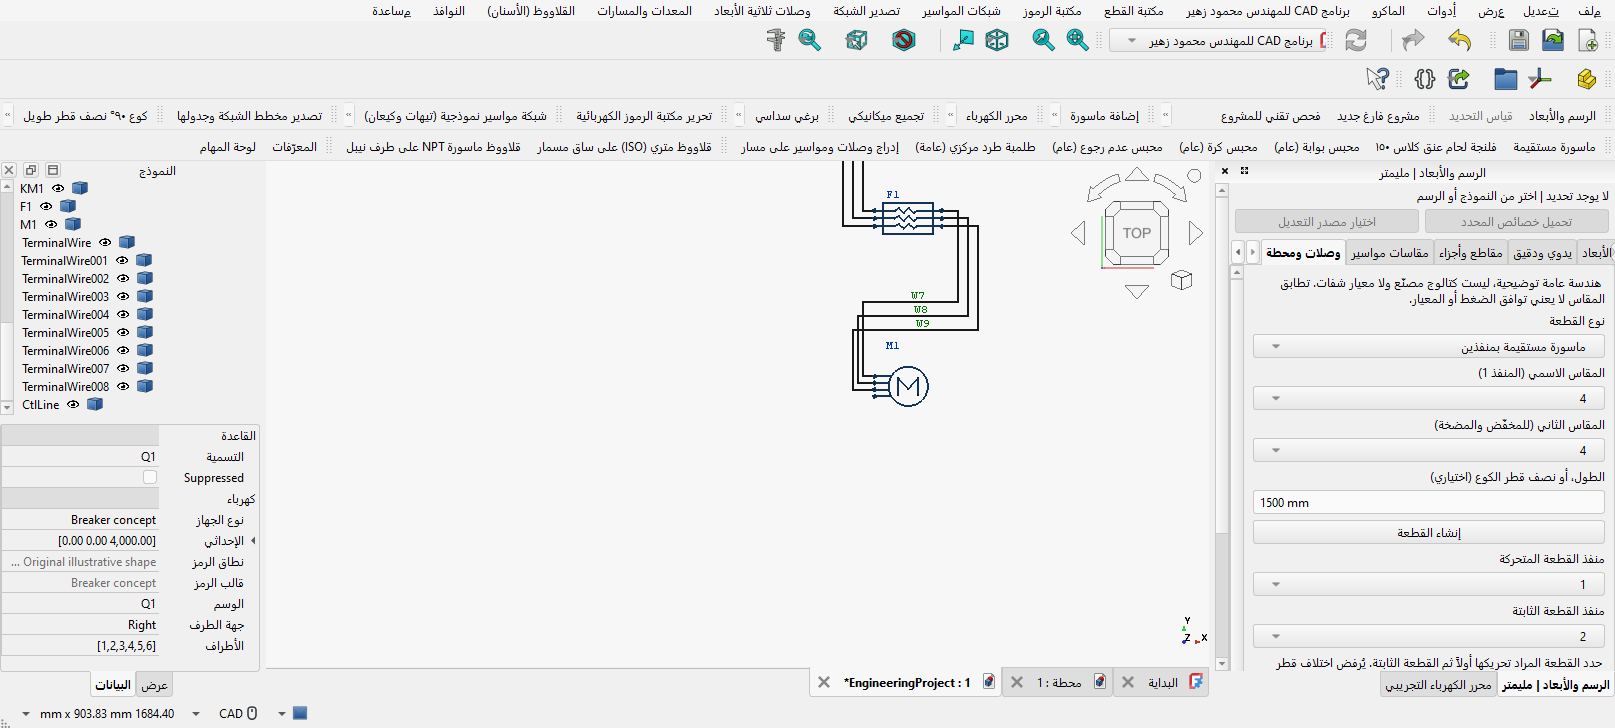 ملف	عرض	تعديل	أدوات	الماكرو	برنامج CAD للمهندس محمود زهير	مكتبة القطع	مكتبة الرموز	شبكات المواسير	تصدير الشبكة	وصلات ثلاثية الأبعاد	المعدات والمسارات	القلاووظ (الأسنان)	النوافذ	مساعدة
برنامج CAD للمهندس محمود زهير
الرسم والأبعاد	قياس التحديد	مشروع فارغ جديد	فحص تقني للمشروع	إضافة ماسورة	محرر الكهرباء	تجميع ميكانيكي	برغي سداسي	تحرير مكتبة الرموز الكهربائية	شبكة مواسير نموذجية (تيهات وكيعان)	تصدير مخطط الشبكة وجدولها	كوع ٩٠° نصف قطر طويل
ماسورة مستقيمة	فلنجة لحام عنق كلاس ١٥٠	محبس بوابة (عام)	محبس كرة (عام)	محبس عدم رجوع (عام)	طلمبة طرد مركزي (عامة)	إدراج وصلات ومواسير على مسار	قلاووظ متري (ISO) على ساق مسمار	قلاووظ ماسورة NPT على طرف نيبل	المعرّفات	لوحة المهام
الرسم والأبعاد | مليمتر
لا يوجد تحديد | اختر من النموذج أو الرسم
تحميل خصائص المحدد	اختيار مصدر التعديل
الأبعاد	يدوي ودقيق	مقاطع وأجزاء	مقاسات مواسير	وصلات ومحطة
هندسة عامة توضيحية، ليست كتالوج مصنّع ولا معيار شفات. تطابق
المقاس لا يعني توافق الضغط أو المعيار.
نوع القطعة
ماسورة مستقيمة بمنفذين
المقاس الاسمي (المنفذ 1)
4
المقاس الثاني (للمخفّض والمضخة)
4
الطول، أو نصف قطر الكوع (اختياري)
1500 mm
إنشاء القطعة
منفذ القطعة المتحركة
1
منفذ القطعة الثابتة
2
حدد القطعة المراد تحريكها أولاً ثم القطعة الثابتة. يُرفض اختلاف قطر
الرسم والأبعاد | مليمتر	محرر الكهرباء التجريبي
TOP
F1
W7
W8
W9
M1
M
Y
Z X
البداية	محطة : 1	EngineeringProject : 1*
النموذج
KM1
F1
M1
TerminalWire
TerminalWire001
TerminalWire002
TerminalWire003
TerminalWire004
TerminalWire005
TerminalWire006
TerminalWire007
TerminalWire008
CtlLine
القاعدة
التسمية	Q1
Suppressed
كهرباء
نوع الجهاز	Breaker concept
الإحداثي	[0.00 0.00 4,000.00]
نطاق الرمز	Original illustrative shape ...
قالب الرمز	Breaker concept
الوسم	Q1
جهة الطرف	Right
الأطراف	[1,2,3,4,5,6]
عرض	البيانات
mm x 903.83 mm 1684.40	CAD